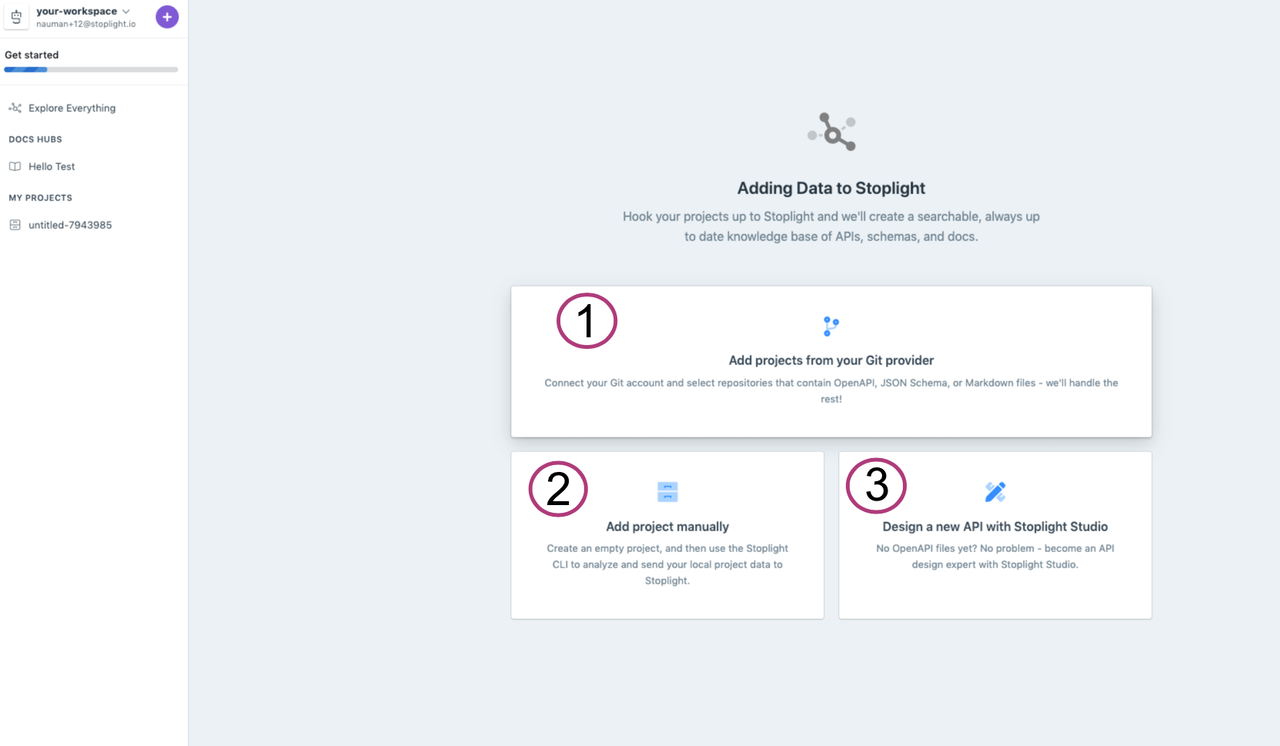 your-workspace
nauman+12@stoplight.io
+
Get started
Explore Everything
DOCS HUBS
Hello Test
MY PROJECTS
untitled-7943985
Adding Data to Stoplight
Hook your projects up to Stoplight and we'll create a searchable, always up
to date knowledge base of APIs, schemas, and docs.
1
Add projects from your Git provider
Connect your Git account and select repositories that contain OpenAPI, JSON Schema, or Markdown files - we'll handle the
rest!
2
Add project manually
Create an empty project, and then use the Stoplight
CLI to analyze and send your local project data to
Stoplight.
3
Design a new API with Stoplight Studio
No OpenAPI files yet? No problem - become an API
design expert with Stoplight Studio.